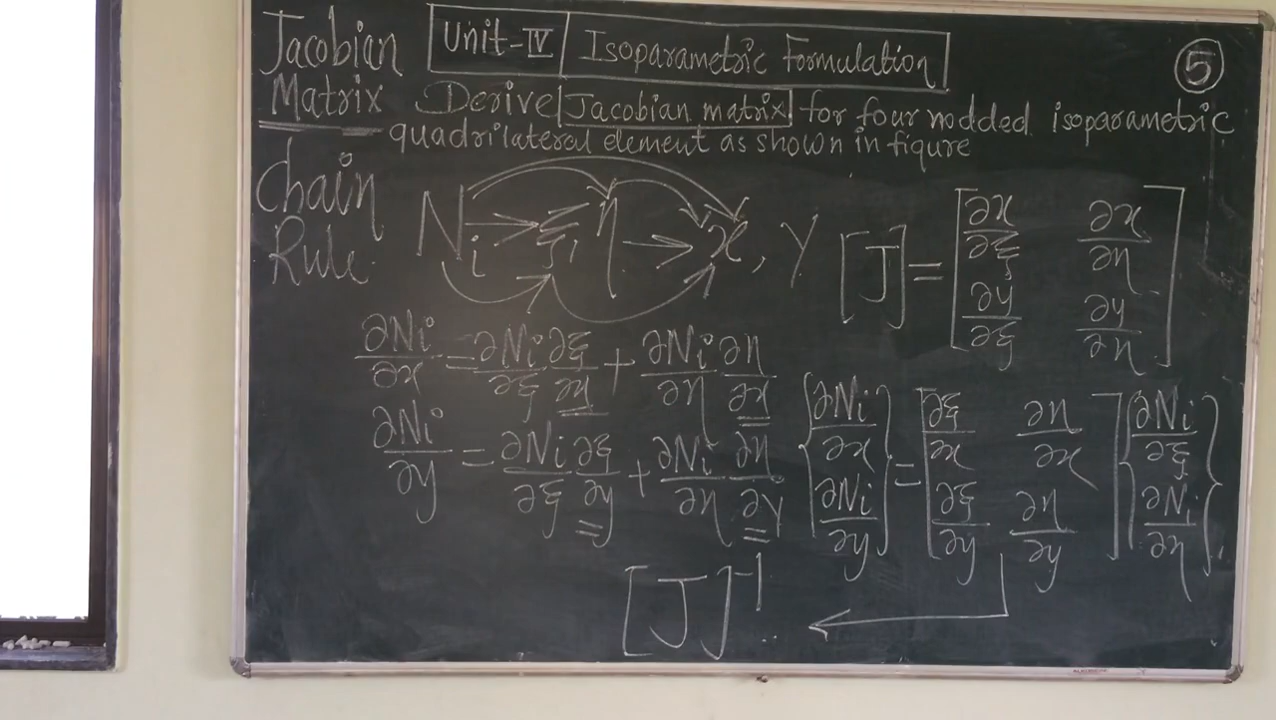 Jacobian Matrix
Unit-IV Isoparametric Formulation
5
Derive Jacobian matrix for four nodded isoparametric
quadrilateral element as shown in figure
Chain Rule
Ni → ξ, η → x, y
[J] = [∂x/∂ξ ∂x/∂η
∂y/∂ξ ∂y/∂η]
∂Ni/∂x = ∂Ni/∂ξ ∂ξ/∂x + ∂Ni/∂η ∂η/∂x
∂Ni/∂y = ∂Ni/∂ξ ∂ξ/∂y + ∂Ni/∂η ∂η/∂y
{∂Ni/∂x
∂Ni/∂y} = [∂ξ/∂x ∂η/∂x
∂ξ/∂y ∂η/∂y] {∂Ni/∂ξ
∂Ni/∂η}
[J]⁻¹